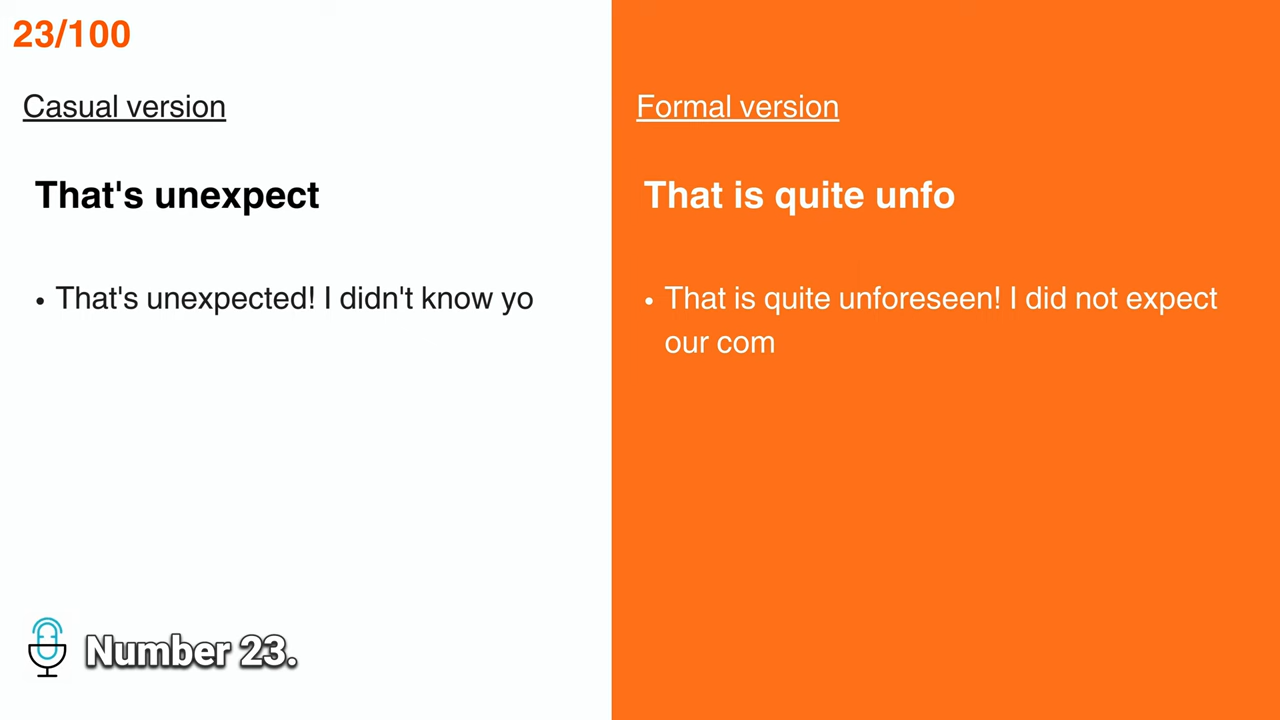 23/100
Casual version
That's unexpect
• That's unexpected! I didn't know yo
Formal version
That is quite unfo
• That is quite unforeseen! I did not expect
our com
Number 23.